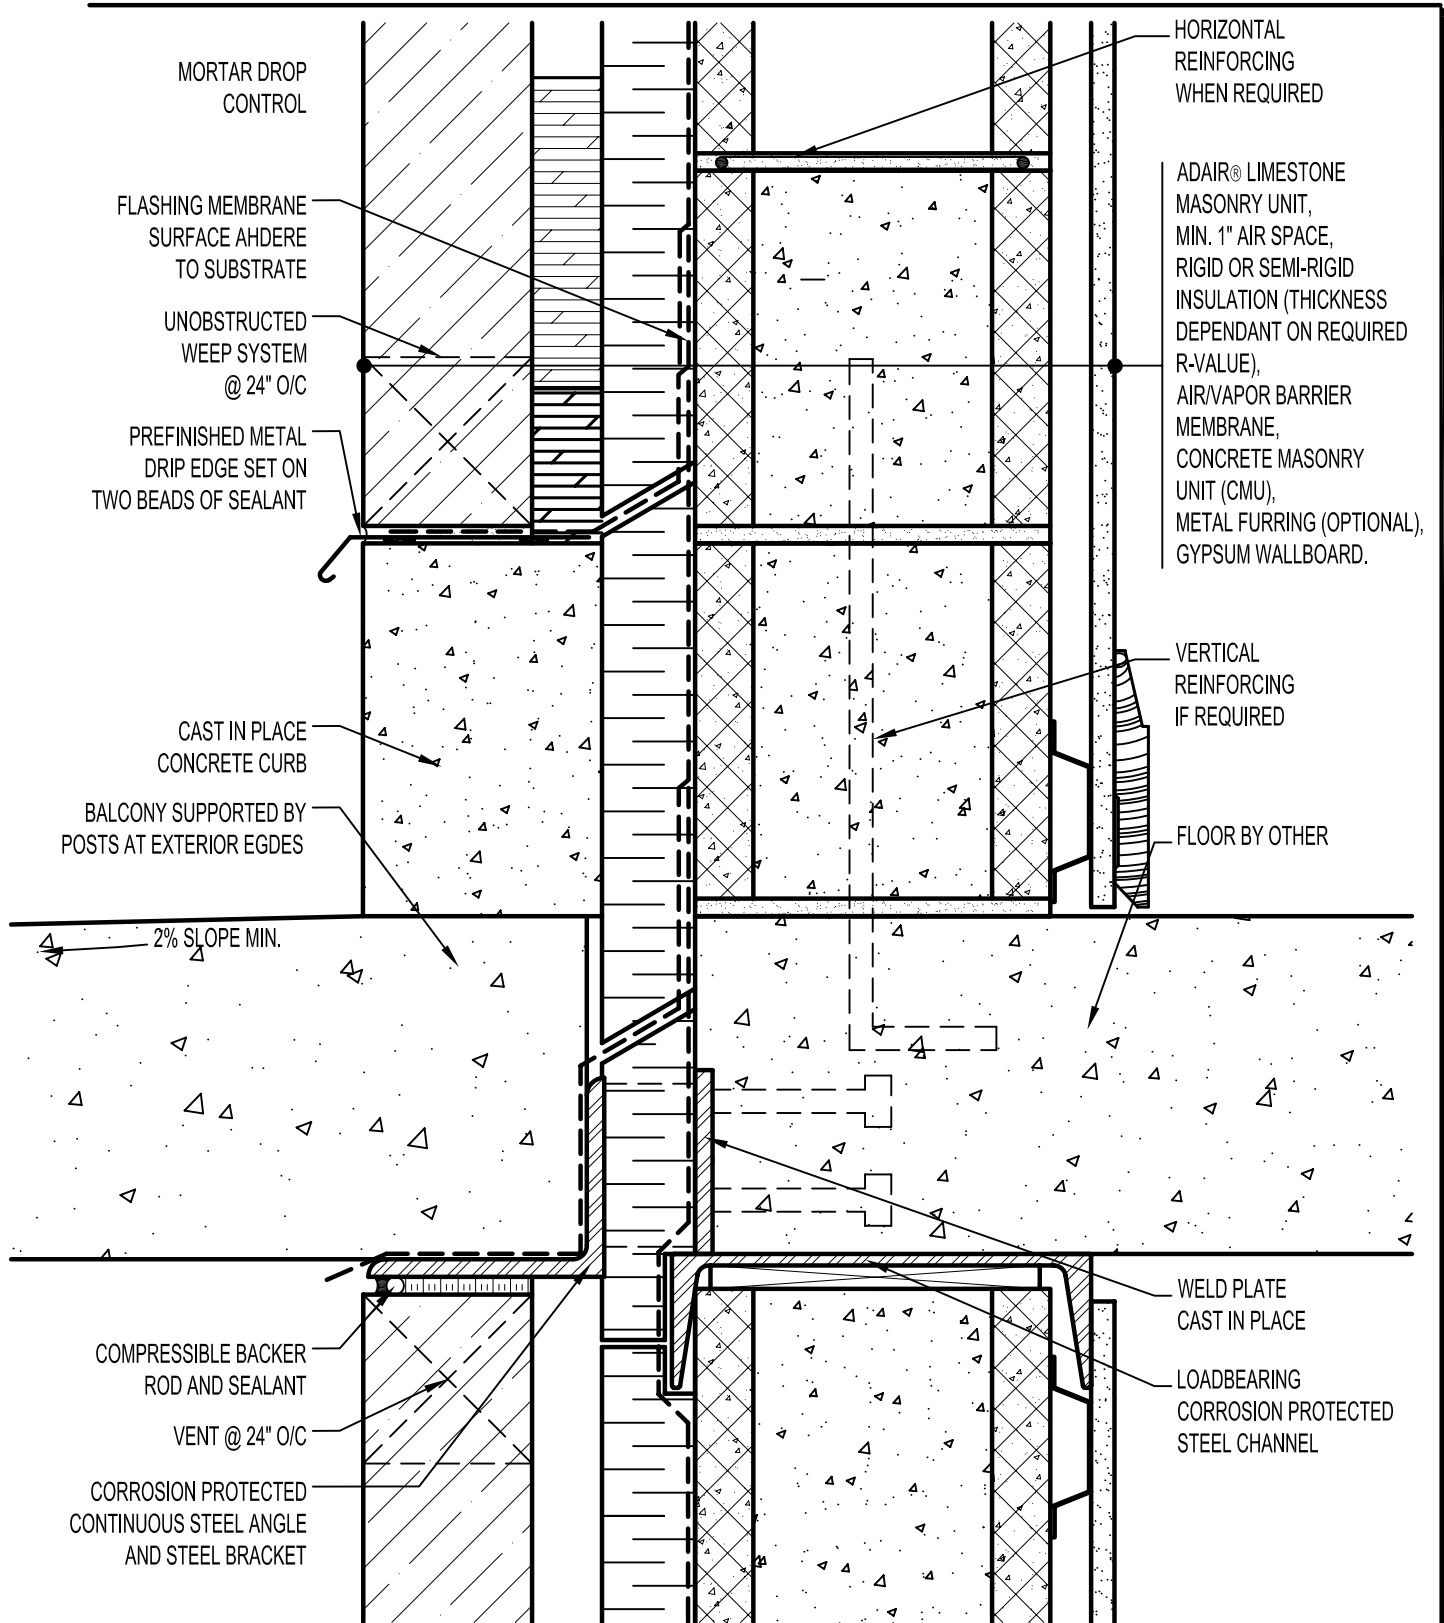 MORTAR DROP
CONTROL
FLASHING MEMBRANE
SURFACE AHDERE
TO SUBSTRATE
UNOBSTRUCTED
WEEP SYSTEM
@ 24" O/C
PREFINISHED METAL
DRIP EDGE SET ON
TWO BEADS OF SEALANT
CAST IN PLACE
CONCRETE CURB
BALCONY SUPPORTED BY
POSTS AT EXTERIOR EGDES
2% SLOPE MIN.
COMPRESSIBLE BACKER
ROD AND SEALANT
VENT @ 24" O/C
CORROSION PROTECTED
CONTINUOUS STEEL ANGLE
AND STEEL BRACKET
HORIZONTAL
REINFORCING
WHEN REQUIRED
ADAIR® LIMESTONE
MASONRY UNIT,
MIN. 1" AIR SPACE,
RIGID OR SEMI-RIGID
INSULATION (THICKNESS
DEPENDANT ON REQUIRED
R-VALUE),
AIR/VAPOR BARRIER
MEMBRANE,
CONCRETE MASONRY
UNIT (CMU),
METAL FURRING (OPTIONAL),
GYPSUM WALLBOARD.
VERTICAL
REINFORCING
IF REQUIRED
FLOOR BY OTHER
WELD PLATE
CAST IN PLACE
LOADBEARING
CORROSION PROTECTED
STEEL CHANNEL